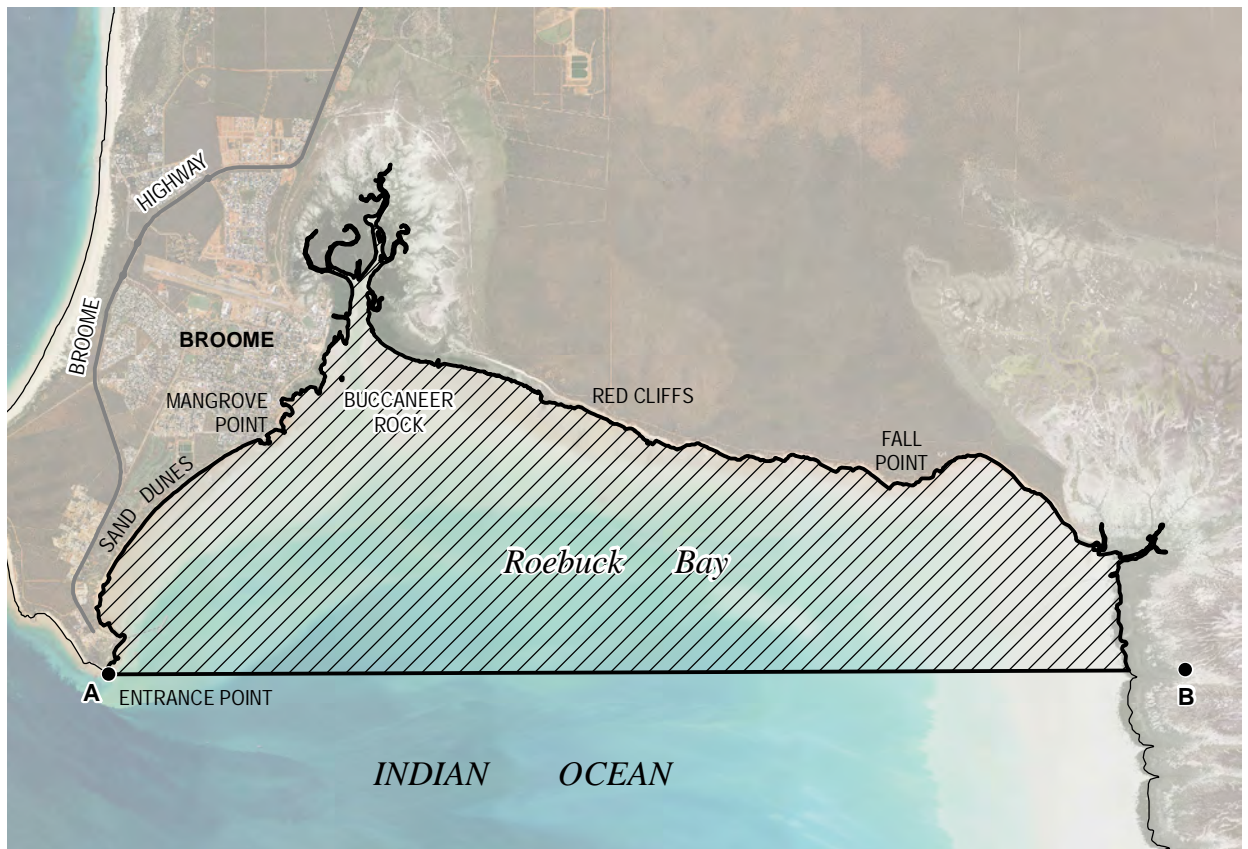 HIGHWAY
BROOME
BROOME
MANGROVE
POINT
BUCCANEER
ROCK
RED CLIFFS
FALL
POINT
SAND DUNES
Roebuck Bay
A
ENTRANCE POINT
B
INDIAN OCEAN